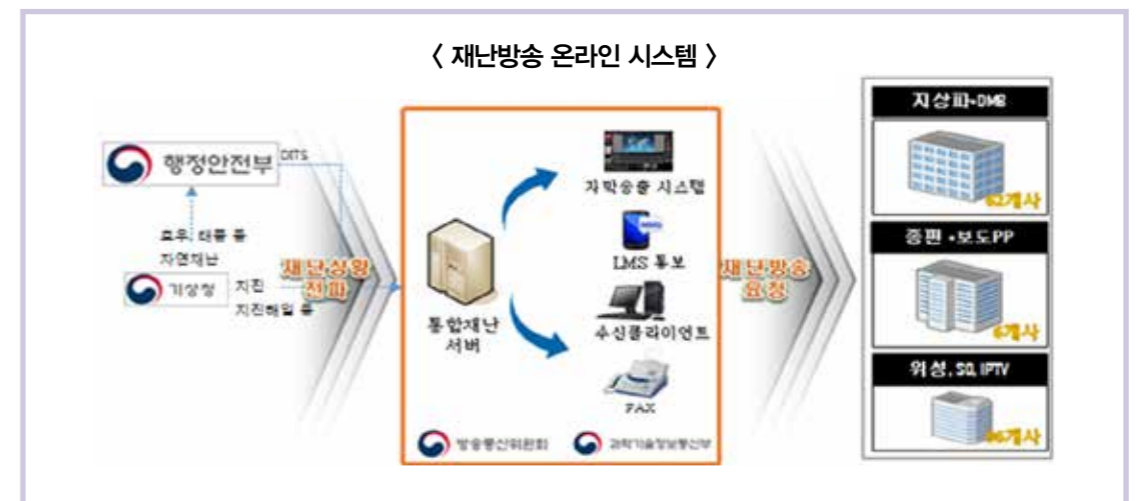 〈 재난방송 온라인 시스템 〉
행정안전부
DITS
호우, 태풍 등
자연재난
기상청
지진
지진해일 등
재난상황
전파
통합재난
서버
자막송출 시스템
LMS 통보
수신클라이언트
FAX
방송통신위원회
과학기술정보통신부
재난방송
요청
지상파+DMB
62개사
종편+보도PP
6개사
위성, SO, IPTV